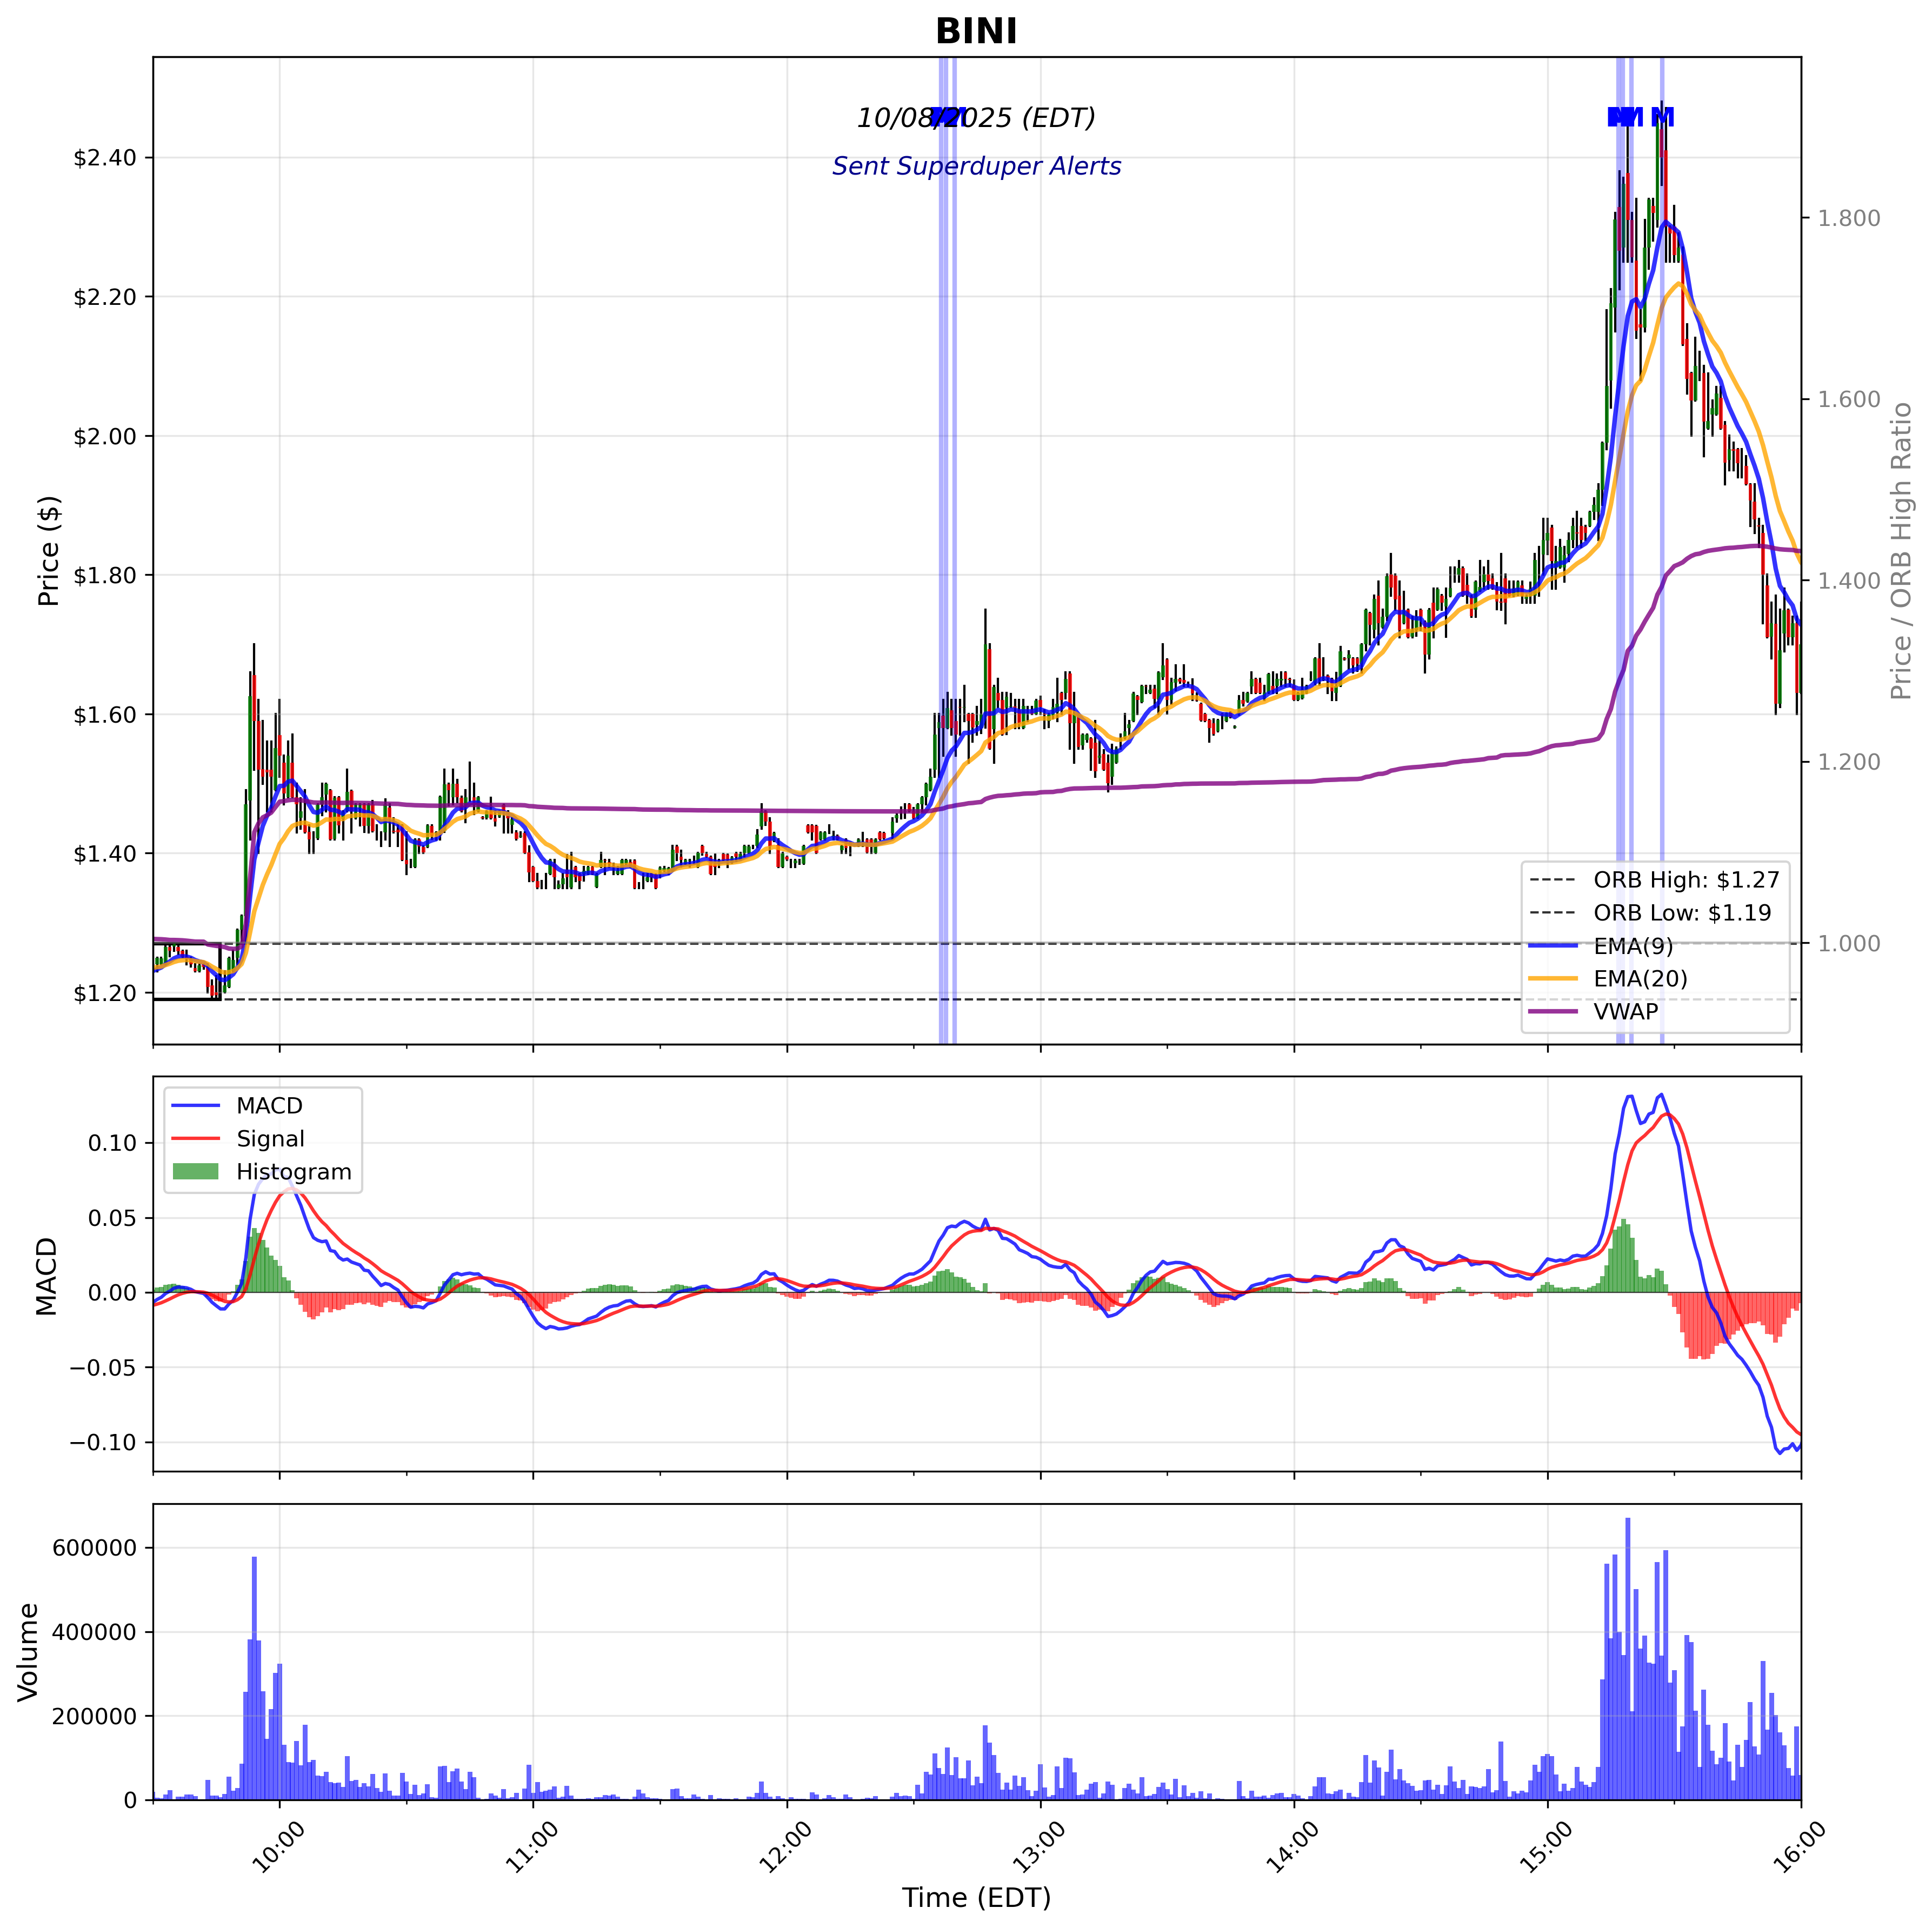 BINI
10/08/2025 (EDT)
Sent Superduper Alerts
M
$2.40
$2.20
$2.00
$1.80
$1.60
$1.40
$1.20
Price ($)
1.800
1.600
1.400
1.200
1.000
Price / ORB High Ratio
ORB High: $1.27
ORB Low: $1.19
EMA(9)
EMA(20)
VWAP
MACD
Signal
Histogram
0.10
0.05
0.00
−0.05
−0.10
MACD
600000
400000
200000
0
Volume
10:00
11:00
12:00
13:00
14:00
15:00
16:00
Time (EDT)